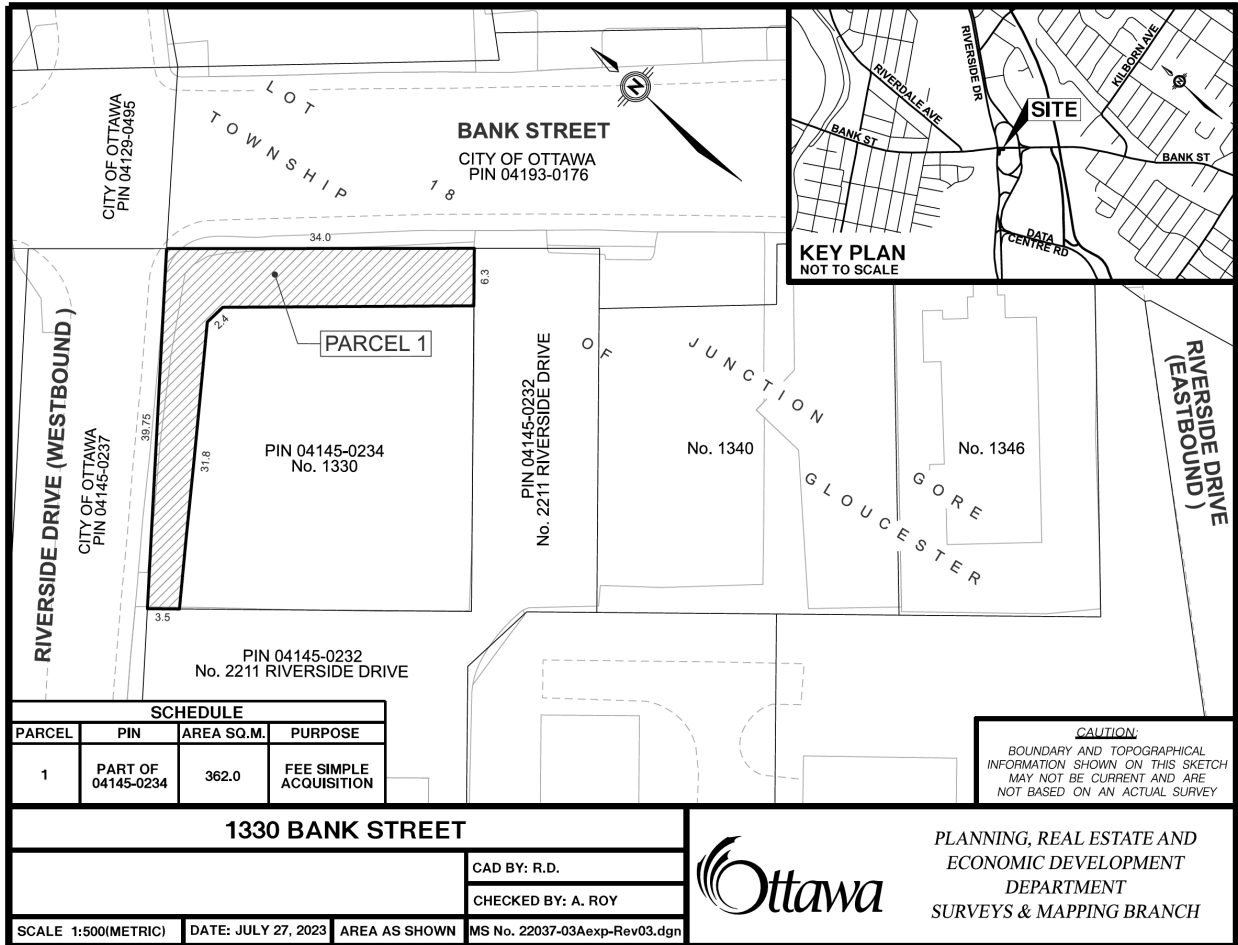 LOT
TOWNSHIP
18
BANK STREET
CITY OF OTTAWA
PIN 04193-0176
N
CITY OF OTTAWA
PIN 04129-0495
RIVERSIDE DR
RIVERDALE AVE
KILBORN AVE
N
SITE
BANK ST
BANK ST
DATA
CENTRE RD
KEY PLAN
NOT TO SCALE
34.0
6.3
2.4
PARCEL 1
39.75
31.8
3.5
RIVERSIDE DRIVE (WESTBOUND )
CITY OF OTTAWA
PIN 04145-0237
PIN 04145-0234
No. 1330
PIN 04145-0232
No. 2211 RIVERSIDE DRIVE
OF
JUNCTION
GORE
GLOUCESTER
No. 1340
No. 1346
RIVERSIDE DRIVE
(EASTBOUND )
PIN 04145-0232
No. 2211 RIVERSIDE DRIVE
SCHEDULE
PARCEL PIN AREA SQ.M. PURPOSE
1 PART OF 04145-0234 362.0 FEE SIMPLE ACQUISITION
CAUTION:
BOUNDARY AND TOPOGRAPHICAL
INFORMATION SHOWN ON THIS SKETCH
MAY NOT BE CURRENT AND ARE
NOT BASED ON AN ACTUAL SURVEY
1330 BANK STREET
CAD BY: R.D.
CHECKED BY: A. ROY
SCALE 1:500(METRIC) DATE: JULY 27, 2023 AREA AS SHOWN MS No. 22037-03Aexp-Rev03.dgn
Ottawa
PLANNING, REAL ESTATE AND
ECONOMIC DEVELOPMENT
DEPARTMENT
SURVEYS & MAPPING BRANCH